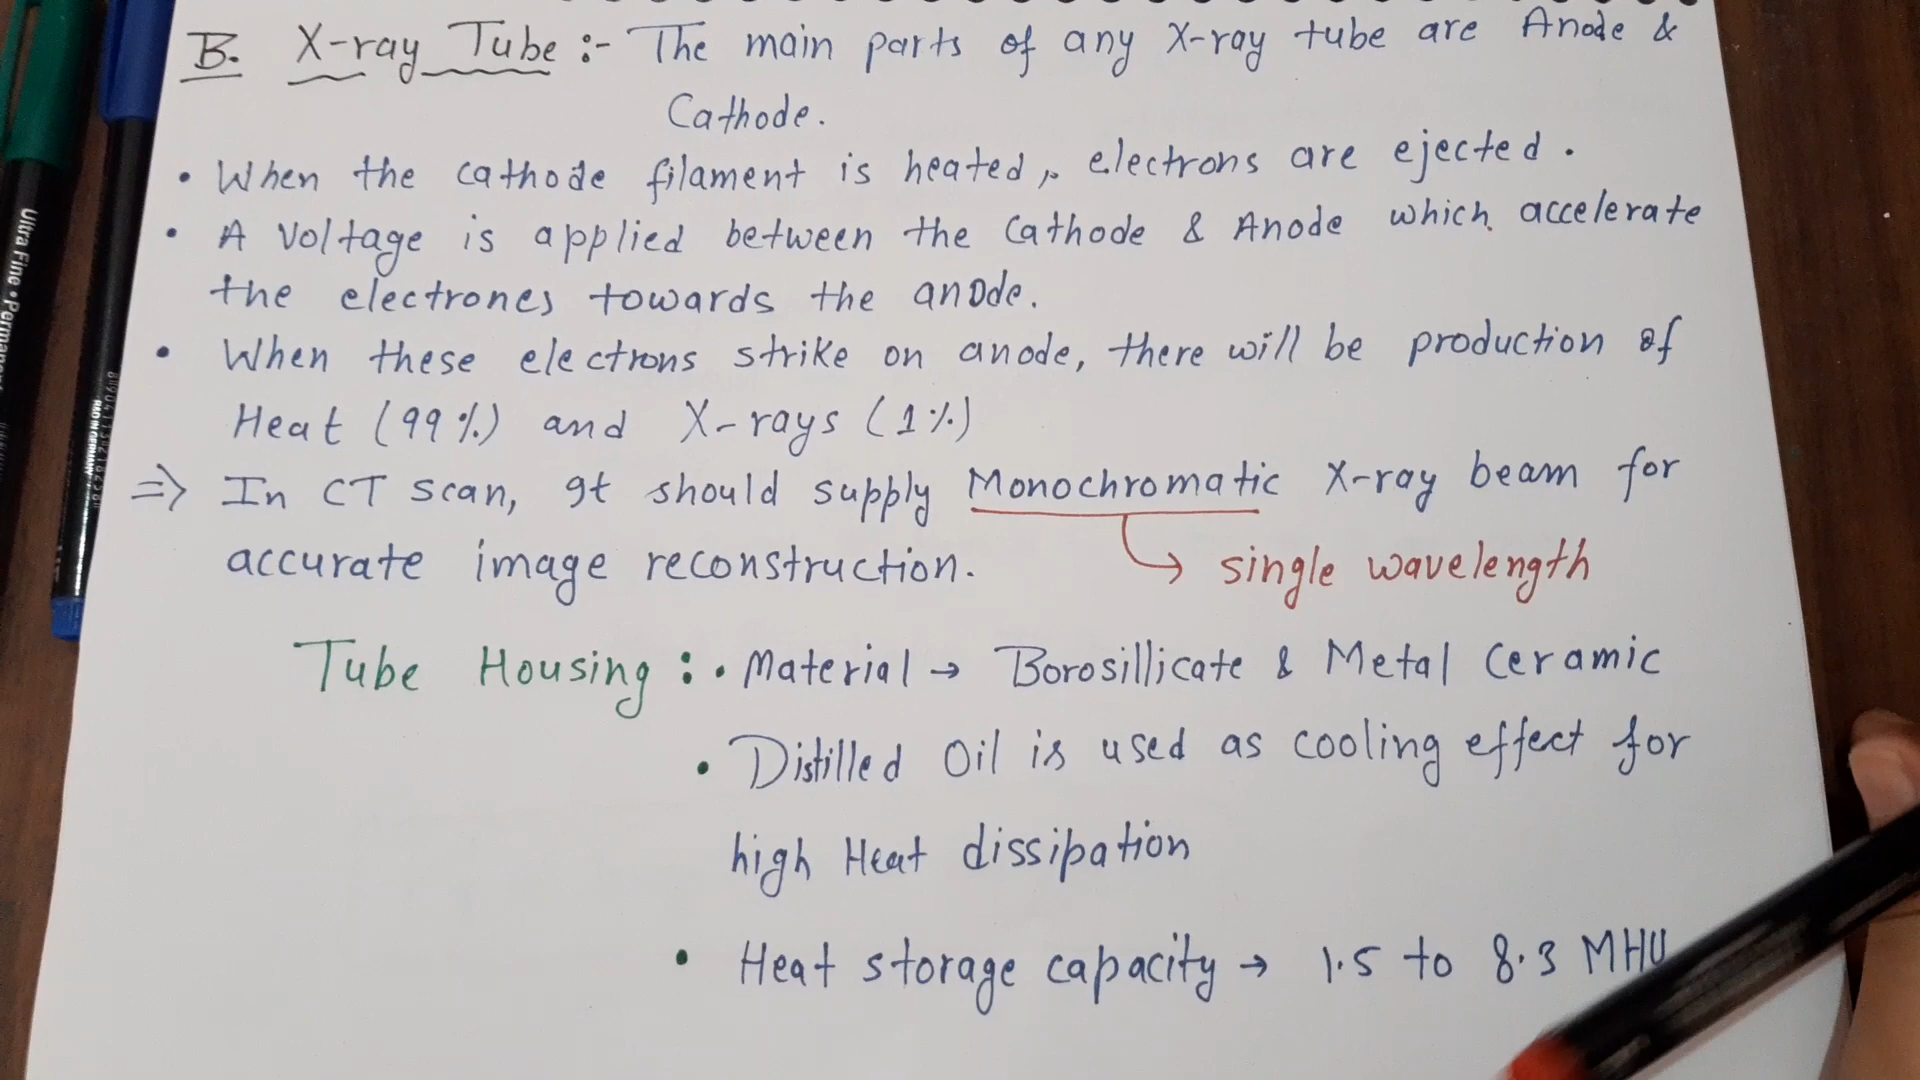 B. X-ray Tube :- The main parts of any X-ray tube are Anode &
Cathode.
• When the cathode filament is heated, electrons are ejected.
• A voltage is applied between the Cathode & Anode which accelerate
the electrones towards the anode.
• When these electrons strike on anode, there will be production of
Heat (99%) and X-rays (1%)
=> In CT scan, It should supply Monochromatic X-ray beam for
accurate image reconstruction.
→ single wavelength
Tube Housing : • Material → Borosillicate & Metal Ceramic
• Distilled Oil is used as cooling effect for
high Heat dissipation
• Heat storage capacity → 1.5 to 8.3 MHU
Ultra Fine • Perman